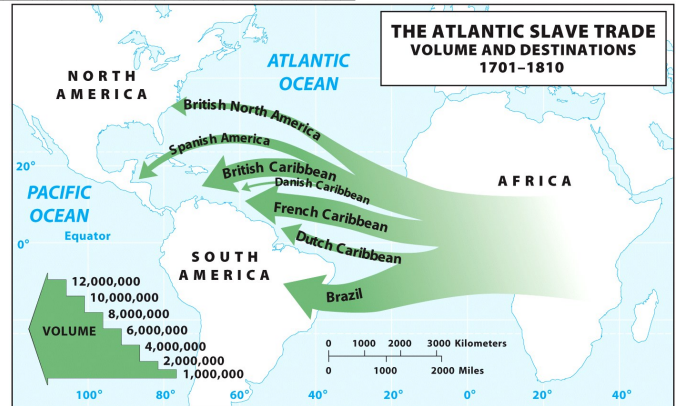 THE ATLANTIC SLAVE TRADE
VOLUME AND DESTINATIONS
1701–1810
ATLANTIC
OCEAN
NORTH
AMERICA
British North America
Spanish America
British Caribbean
Danish Caribbean
French Caribbean
Dutch Caribbean
Brazil
AFRICA
20°
PACIFIC
OCEAN
Equator
0°
SOUTH
AMERICA
12,000,000
10,000,000
8,000,000
VOLUME
6,000,000
4,000,000
2,000,000
1,000,000
0 1000 2000 3000 Kilometers
0 1000 2000 Miles
100° 80° 60° 40° 20° 0° 20° 40°